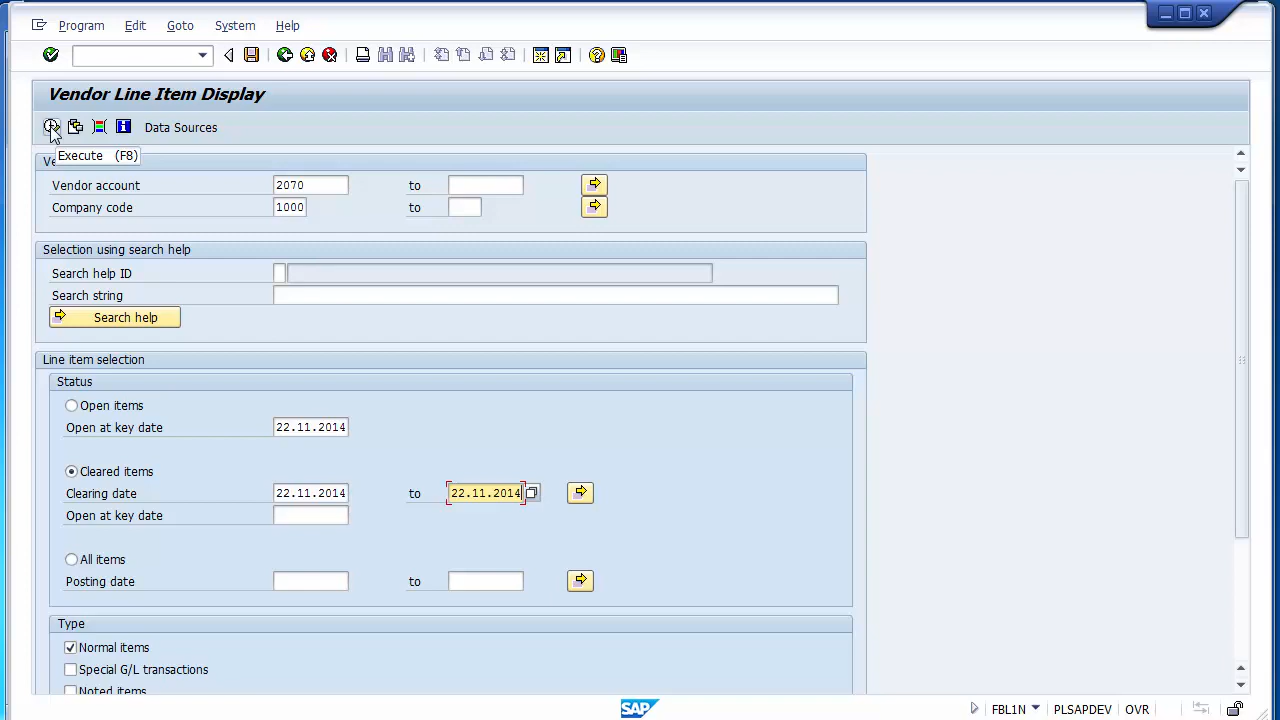 Program Edit Goto System Help
Vendor Line Item Display
Data Sources
Execute (F8)
Ve
Vendor account 2070 to
Company code 1000 to
Selection using search help
Search help ID
Search string
Search help
Line item selection
Status
Open items
Open at key date 22.11.2014
Cleared items
Clearing date 22.11.2014 to 22.11.2014
Open at key date
All items
Posting date to
Type
Normal items
Special G/L transactions
Noted items
SAP FBL1N PLSAPDEV OVR